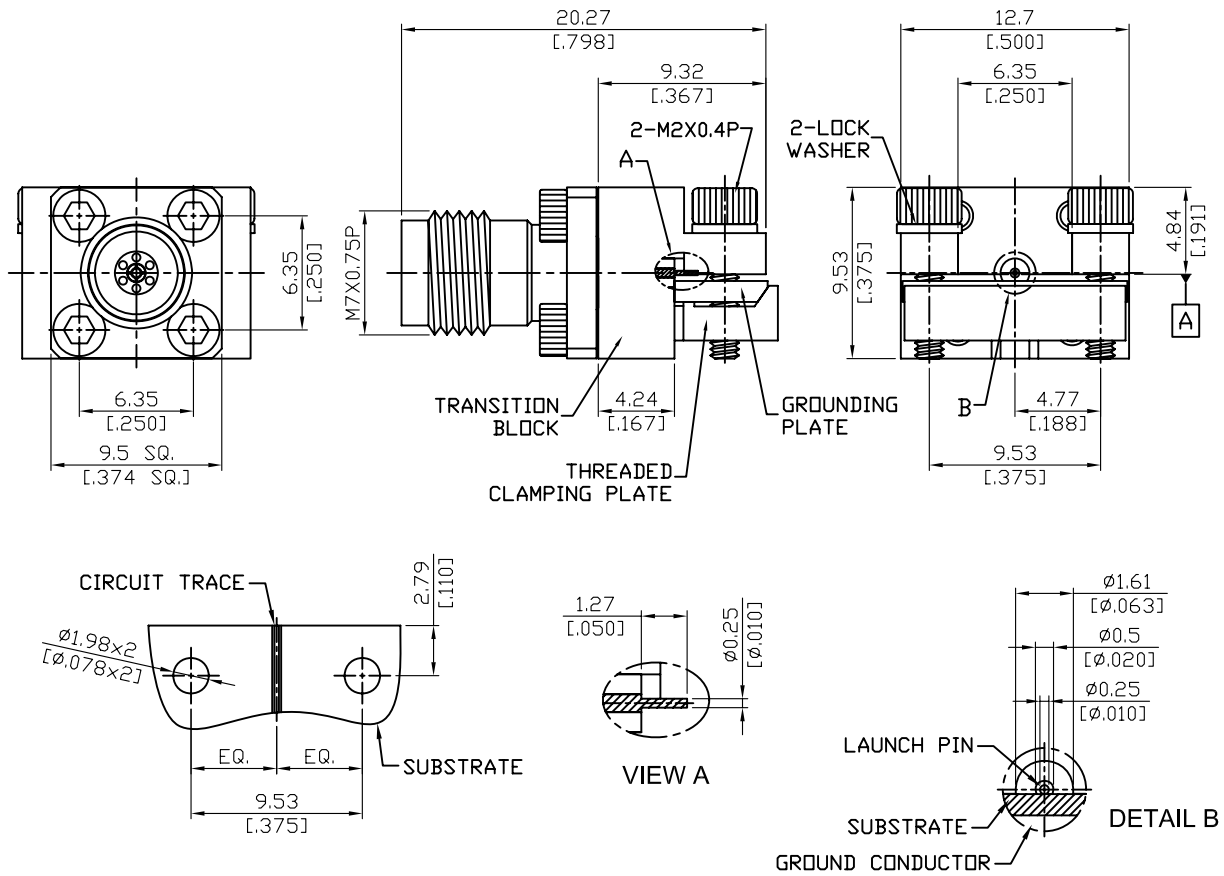 20.27
[.798]
9.32
[.367]
2-M2X0.4P
A
M7X0.75P
TRANSITION
BLOCK
4.24
[.167]
GROUNDING
PLATE
THREADED
CLAMPING PLATE
12.7
[.500]
6.35
[.250]
2-LOCK
WASHER
9.53
[.375]
4.84
[.191]
A
B
4.77
[.188]
9.53
[.375]
6.35
[.250]
6.35
[.250]
9.5 SQ.
[.374 SQ.]
CIRCUIT TRACE
2.79
[.110]
Ø1.98×2
[Ø.078×2]
EQ.
EQ.
SUBSTRATE
9.53
[.375]
1.27
[.050]
Ø0.25
[Ø.010]
VIEW A
Ø1.61
[Ø.063]
Ø0.5
[Ø.020]
Ø0.25
[Ø.010]
LAUNCH PIN
SUBSTRATE
DETAIL B
GROUND CONDUCTOR